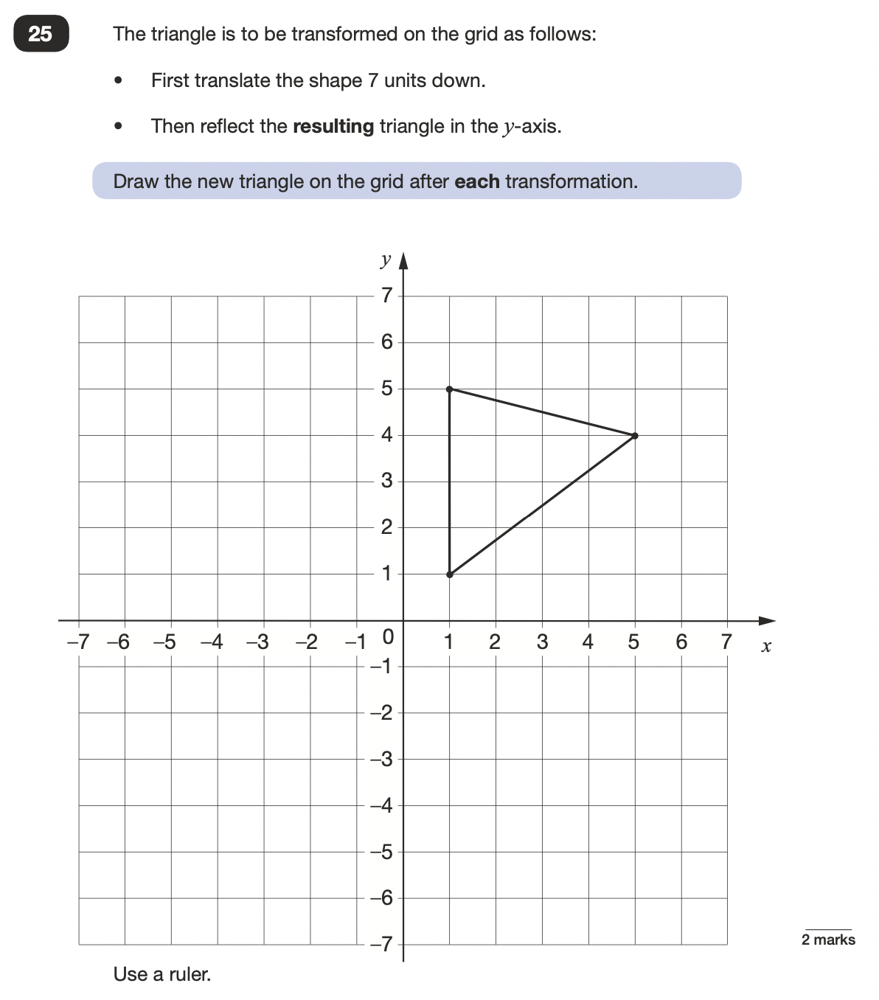 25 The triangle is to be transformed on the grid as follows:
• First translate the shape 7 units down.
• Then reflect the resulting triangle in the y-axis.
Draw the new triangle on the grid after each transformation.
y
7
6
5
4
3
2
1
–7 –6 –5 –4 –3 –2 –1 0 1 2 3 4 5 6 7 x
–1
–2
–3
–4
–5
–6
–7
2 marks
Use a ruler.